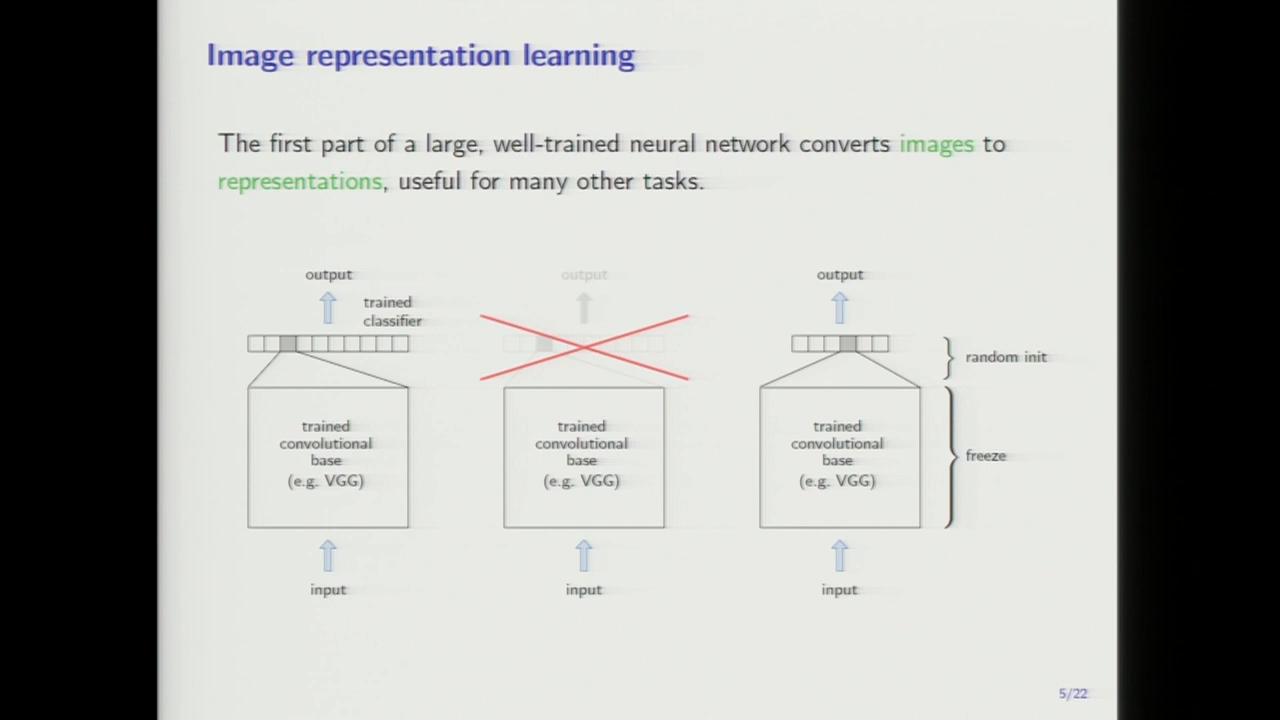 Image representation learning
The first part of a large, well-trained neural network converts images to
representations, useful for many other tasks.
output
trained
classifier
trained
convolutional
base
(e.g. VGG)
input
output
trained
convolutional
base
(e.g. VGG)
input
output
random init
trained
convolutional
base
(e.g. VGG)
freeze
input
5/22